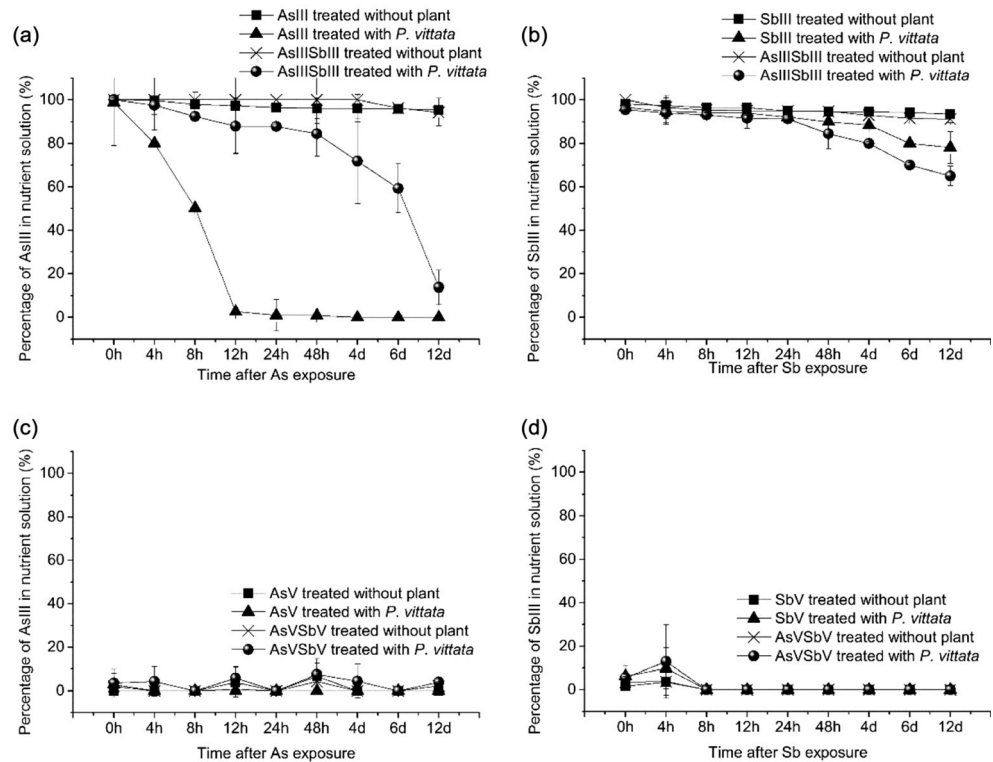 (a)
AsIII treated without plant
AsIII treated with P. vittata
AsIIISbIII treated without plant
AsIIISbIII treated with P. vittata
Percentage of AsIII in nutrient solution (%)
100
80
60
40
20
0
0h 4h 8h 12h 24h 48h 4d 6d 12d
Time after As exposure
(b)
SbIII treated without plant
SbIII treated with P. vittata
AsIIISbIII treated without plant
AsIIISbIII treated with P. vittata
Percentage of SbIII in nutrient solution (%)
100
80
60
40
20
0
0h 4h 8h 12h 24h 48h 4d 6d 12d
Time after Sb exposure
(c)
Percentage of AsIII in nutrient solution (%)
100
80
60
40
20
0
AsV treated without plant
AsV treated with P. vittata
AsVSbV treated without plant
AsVSbV treated with P. vittata
0h 4h 8h 12h 24h 48h 4d 6d 12d
Time after As exposure
(d)
Percentage of SbIII in nutrient solution (%)
100
80
60
40
20
0
SbV treated without plant
SbV treated with P. vittata
AsVSbV treated without plant
AsVSbV treated with P. vittata
0h 4h 8h 12h 24h 48h 4d 6d 12d
Time after Sb exposure